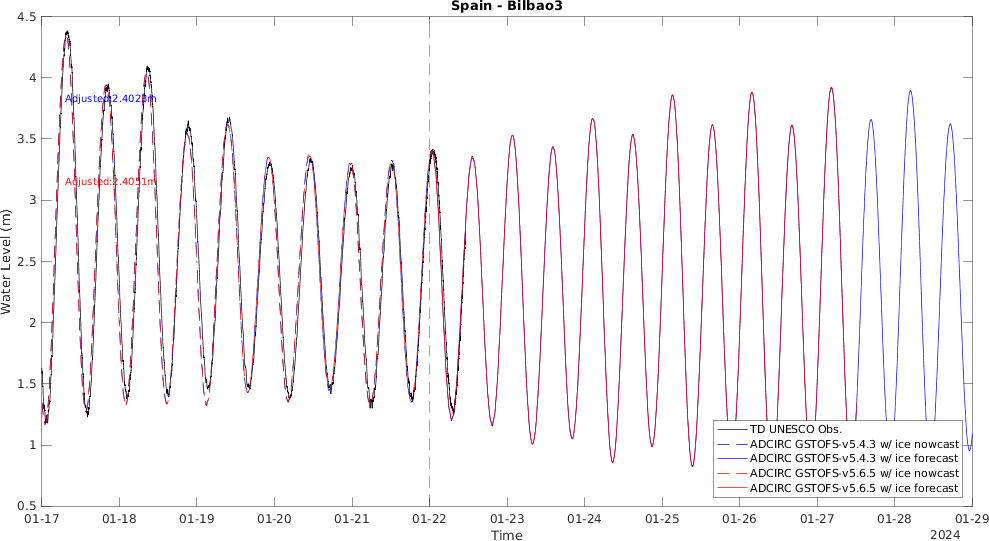 Spain - Bilbao3
4.5
4
3.5
3
2.5
2
1.5
1
0.5
Water Level (m)
Adjusted:2.4023m
Adjusted:2.4051m
TD UNESCO Obs.
ADCIRC GSTOFS-v5.4.3 w/ ice nowcast
ADCIRC GSTOFS-v5.4.3 w/ ice forecast
ADCIRC GSTOFS-v5.6.5 w/ ice nowcast
ADCIRC GSTOFS-v5.6.5 w/ ice forecast
01-17 01-18 01-19 01-20 01-21 01-22 01-23 01-24 01-25 01-26 01-27 01-28 01-29
Time
2024